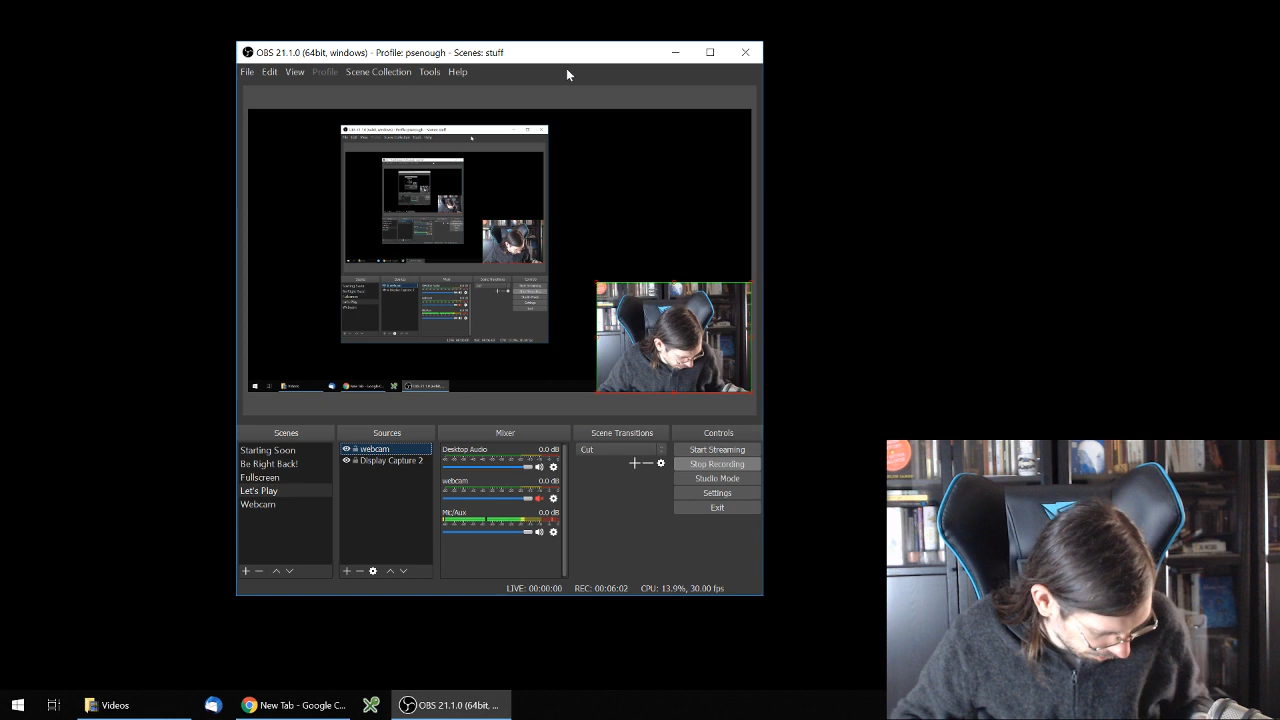 OBS 21.1.0 (64bit, windows) - Profile: psenough - Scenes: stuff
File Edit View Profile Scene Collection Tools Help
Scenes
Sources
Mixer
Scene Transitions
Controls
Starting Soon
Be Right Back!
Fullscreen
Let's Play
Webcam
webcam
Display Capture 2
Desktop Audio 0.0 dB
webcam 0.0 dB
Mic/Aux 0.0 dB
Cut
Start Streaming
Stop Recording
Studio Mode
Settings
Exit
LIVE: 00:00:00 REC: 00:06:02 CPU: 13.9%, 30.00 fps
Videos
New Tab - Google C...
OBS 21.1.0 (64bit, ...